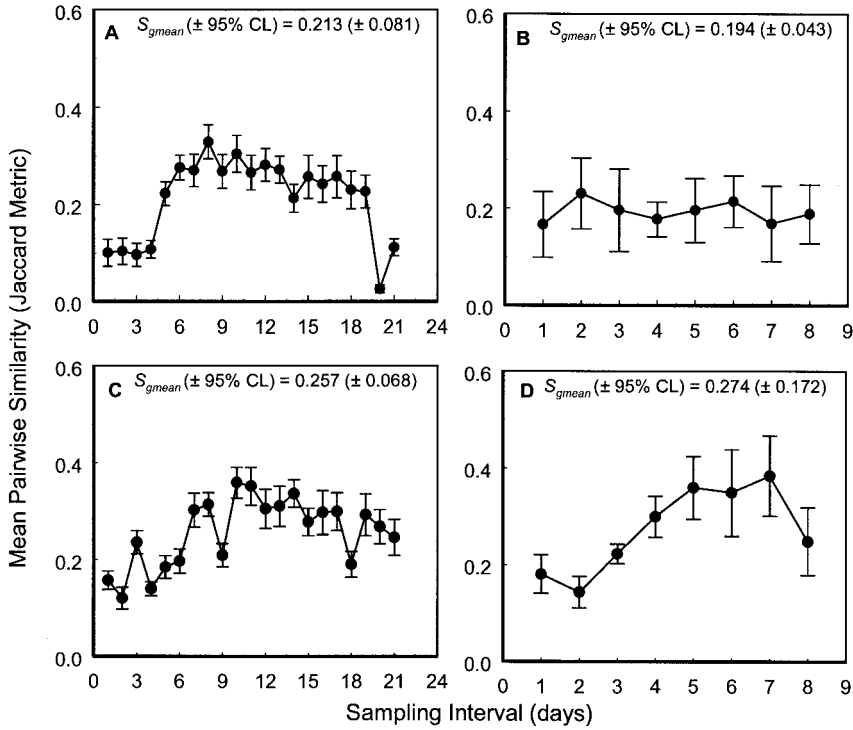 Mean Pairwise Similarity (Jaccard Metric)
A
S_gmean (± 95% CL) = 0.213 (± 0.081)
0.6
0.4
0.2
0.0
0 3 6 9 12 15 18 21 24
B
S_gmean (± 95% CL) = 0.194 (± 0.043)
0.6
0.4
0.2
0.0
0 1 2 3 4 5 6 7 8 9
C
S_gmean (± 95% CL) = 0.257 (± 0.068)
0.6
0.4
0.2
0.0
0 3 6 9 12 15 18 21 24
D
S_gmean (± 95% CL) = 0.274 (± 0.172)
0.6
0.4
0.2
0.0
0 1 2 3 4 5 6 7 8 9
Sampling Interval (days)